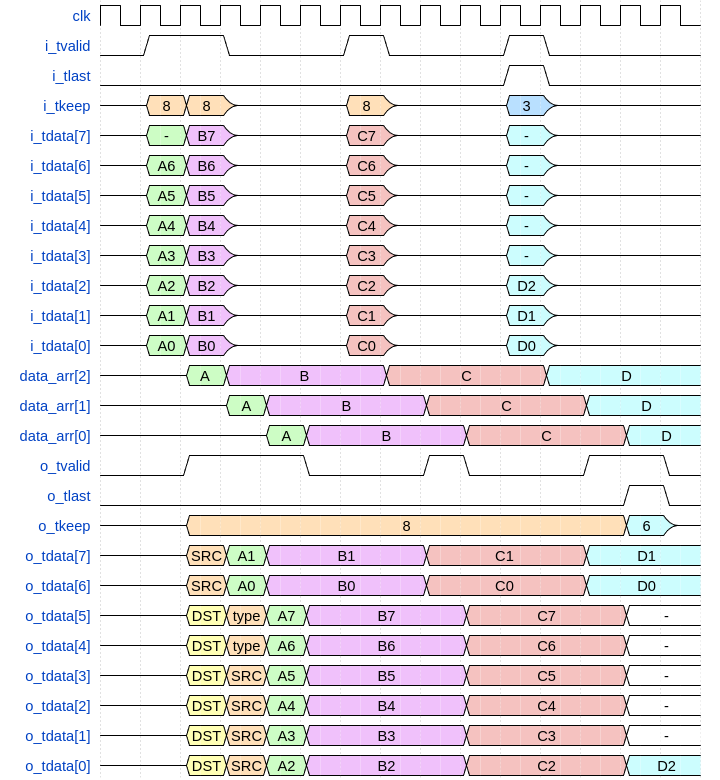 clk
i_tvalid
i_tlast
i_tkeep 8 8 8 3
i_tdata[7] - B7 C7 -
i_tdata[6] A6 B6 C6 -
i_tdata[5] A5 B5 C5 -
i_tdata[4] A4 B4 C4 -
i_tdata[3] A3 B3 C3 -
i_tdata[2] A2 B2 C2 D2
i_tdata[1] A1 B1 C1 D1
i_tdata[0] A0 B0 C0 D0
data_arr[2] A B C D
data_arr[1] A B C D
data_arr[0] A B C D
o_tvalid
o_tlast
o_tkeep 8 6
o_tdata[7] SRC A1 B1 C1 D1
o_tdata[6] SRC A0 B0 C0 D0
o_tdata[5] DST type A7 B7 C7 -
o_tdata[4] DST type A6 B6 C6 -
o_tdata[3] DST SRC A5 B5 C5 -
o_tdata[2] DST SRC A4 B4 C4 -
o_tdata[1] DST SRC A3 B3 C3 -
o_tdata[0] DST SRC A2 B2 C2 D2